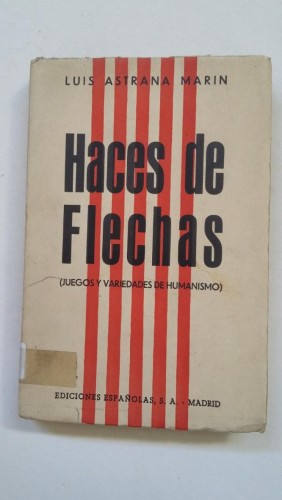 LUIS ASTRANA MARIN
Haces de
Flechas
(JUEGOS Y VARIEDADES DE HUMANISMO)
EDICIONES ESPAÑOLAS, S. A. - MADRID